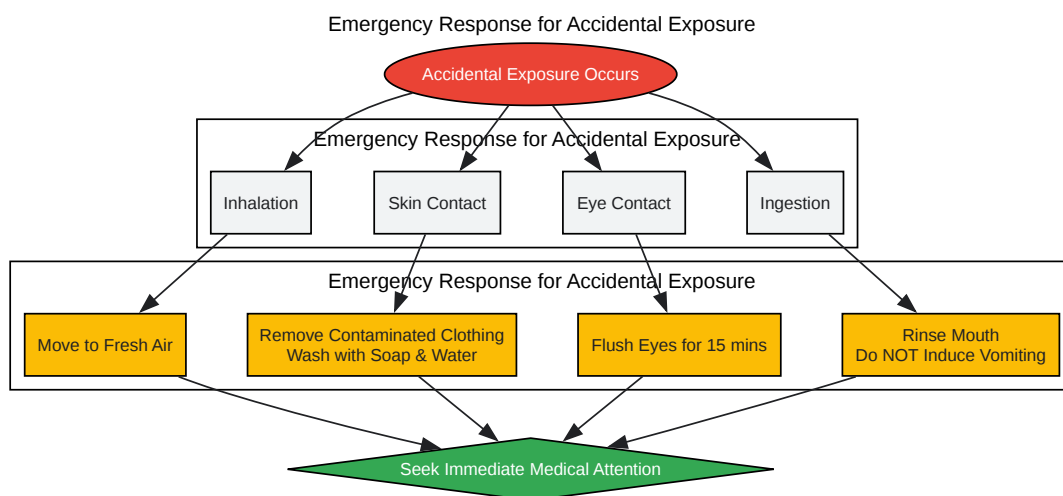 Emergency Response for Accidental Exposure
Accidental Exposure Occurs
Emergency Response for Accidental Exposure
Inhalation
Skin Contact
Eye Contact
Ingestion
Emergency Response for Accidental Exposure
Move to Fresh Air
Remove Contaminated Clothing
Wash with Soap & Water
Flush Eyes for 15 mins
Rinse Mouth
Do NOT Induce Vomiting
Seek Immediate Medical Attention